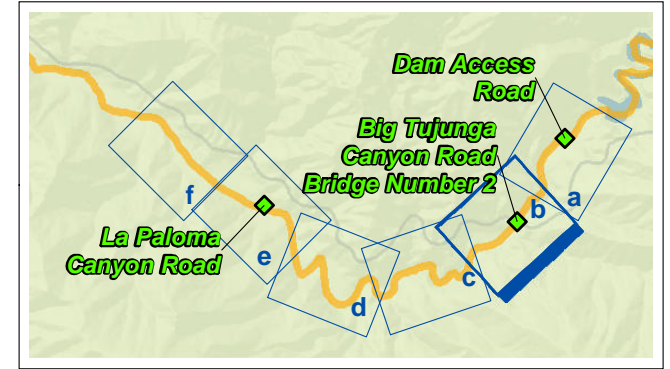 Dam Access
Road
Big Tujunga
Canyon Road
Bridge Number 2
a
b
f
La Paloma
Canyon Road
e
c
d